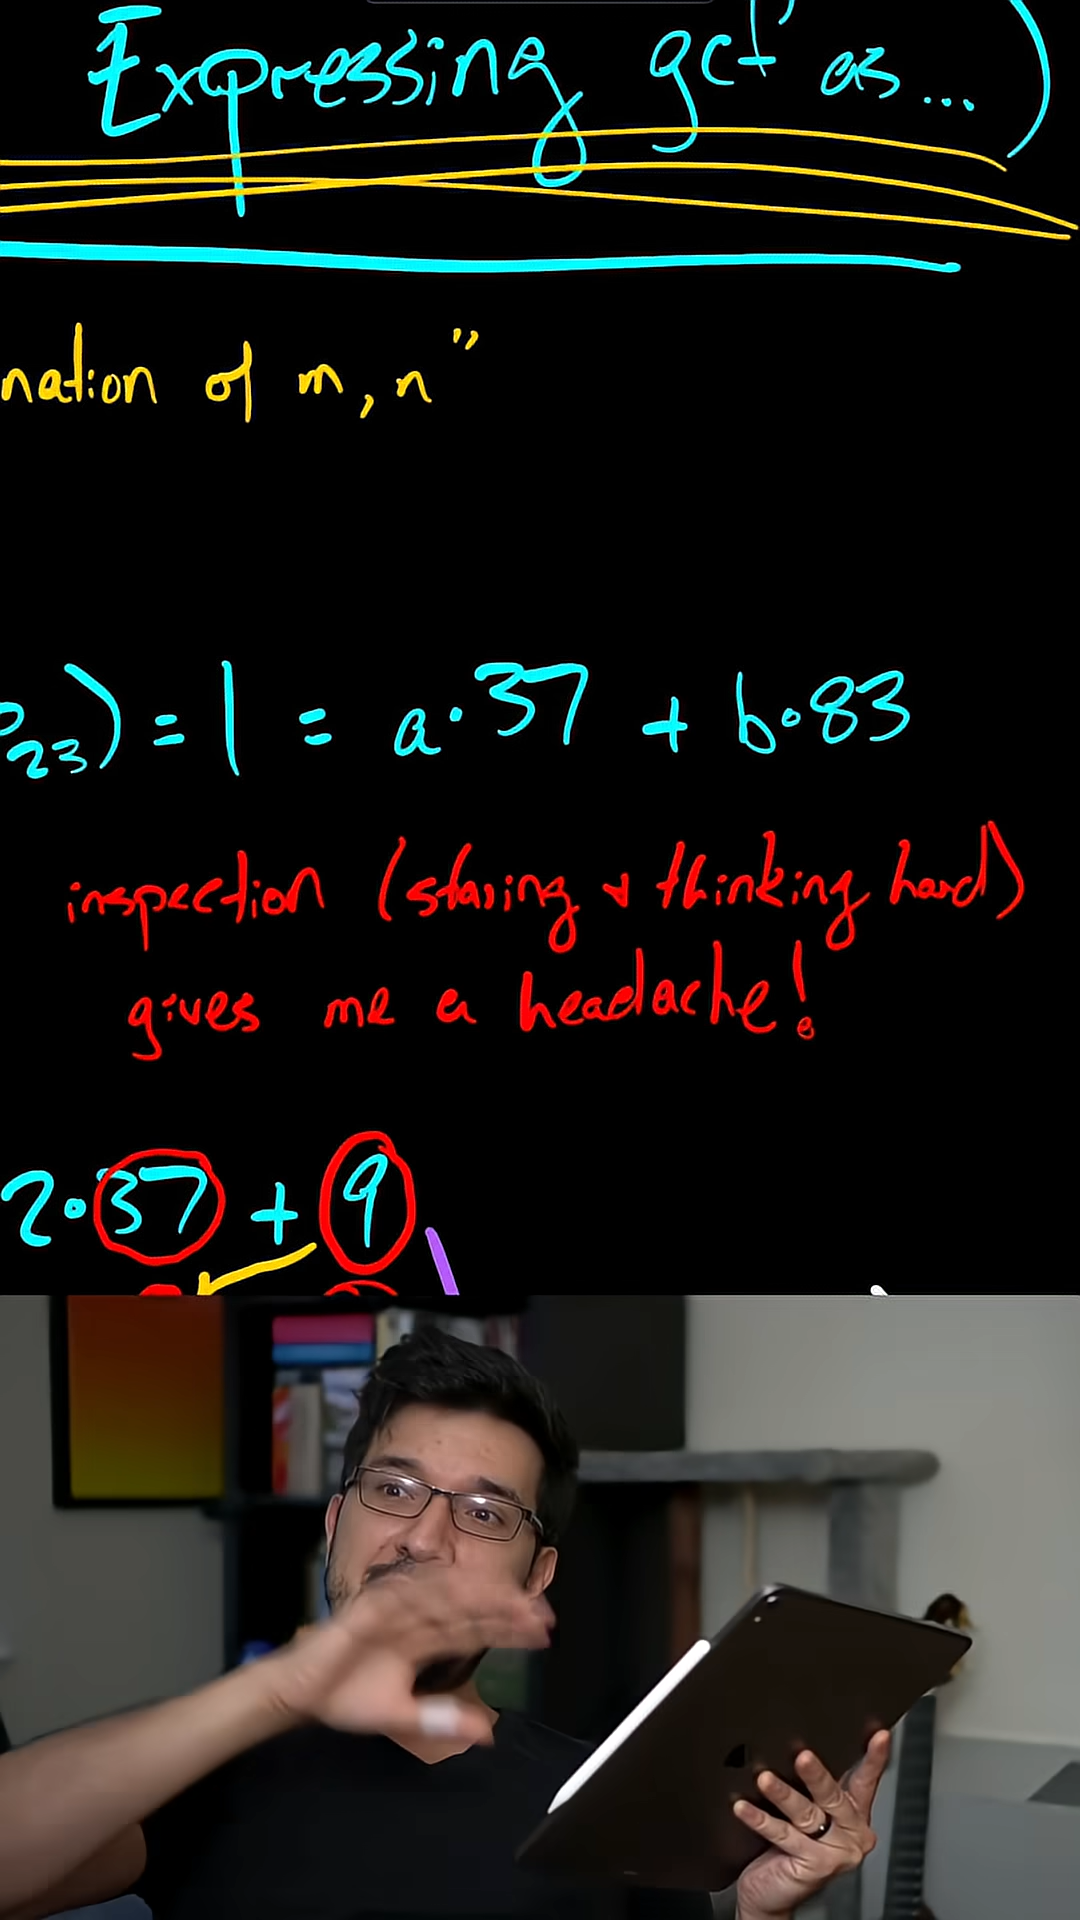 Expressing gcf as... )
nation of m, n"
23) = 1 = a·37 + b·83
inspection (staring & thinking hard)
gives me a headache!
2·37 + 9